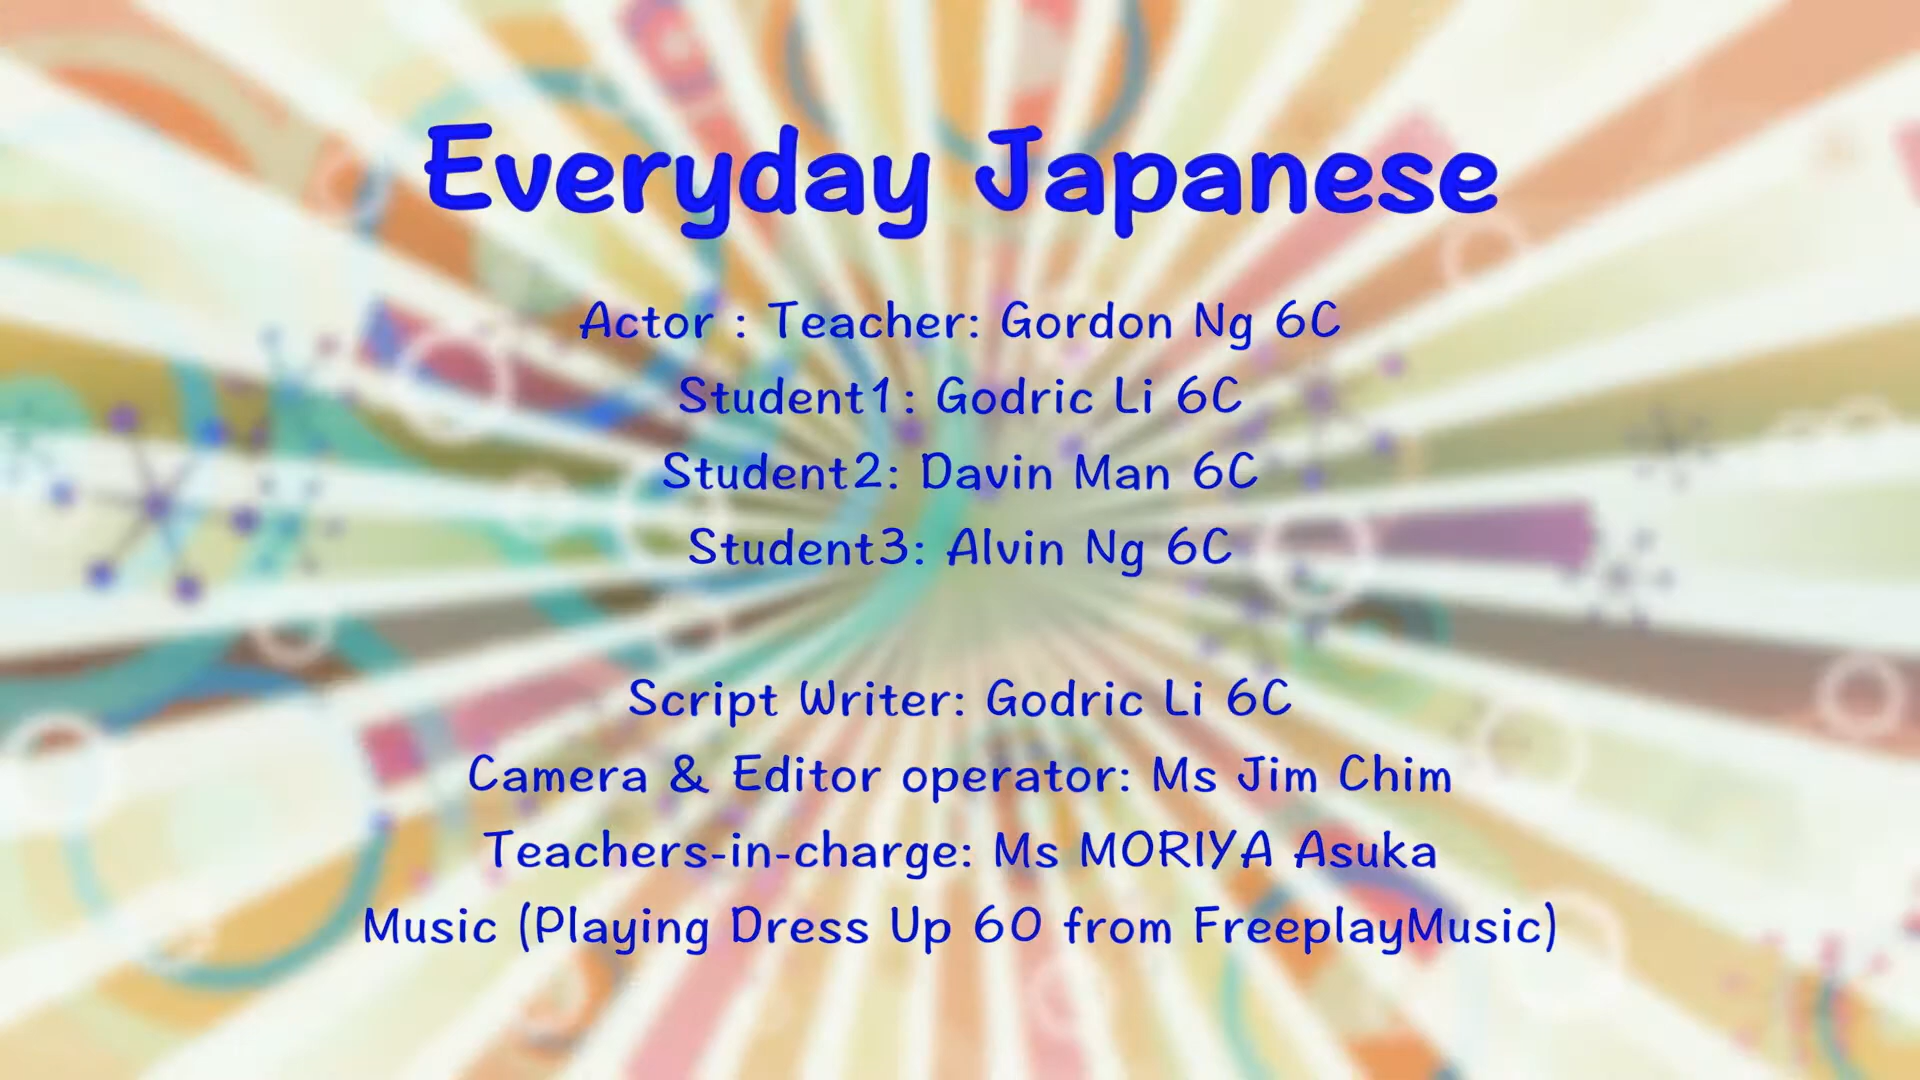 Everyday Japanese
Actor : Teacher: Gordon Ng 6C
Student1: Godric Li 6C
Student2: Davin Man 6C
Student3: Alvin Ng 6C
Script Writer: Godric Li 6C
Camera & Editor operator: Ms Jim Chim
Teachers-in-charge: Ms MORIYA Asuka
Music (Playing Dress Up 60 from FreeplayMusic)